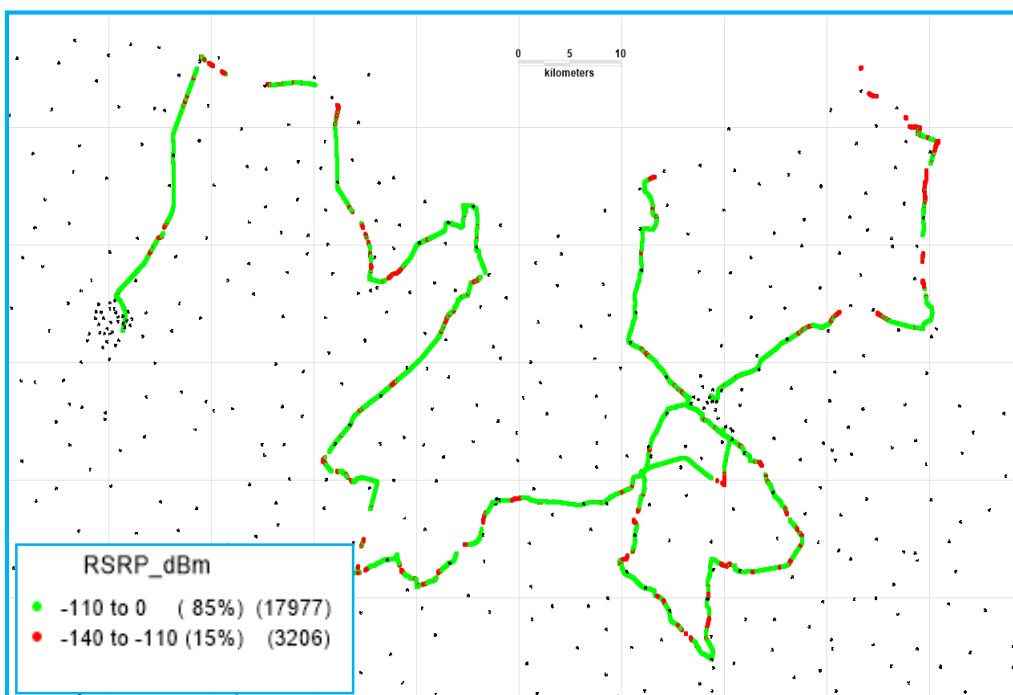 0 5 10
kilometers
RSRP_dBm
-110 to 0 ( 85%) (17977)
-140 to -110 (15%) (3206)